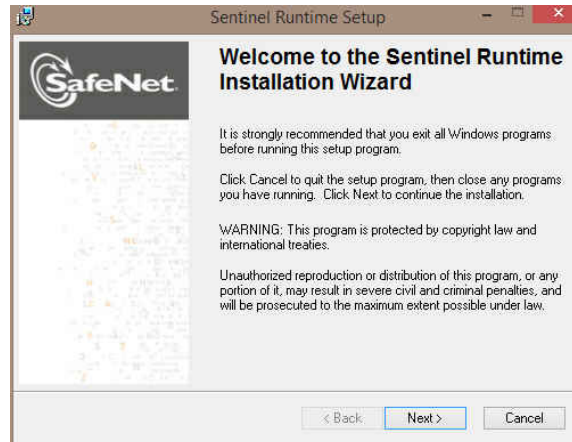 Sentinel Runtime Setup
SafeNet.
Welcome to the Sentinel Runtime
Installation Wizard
It is strongly recommended that you exit all Windows programs
before running this setup program.
Click Cancel to quit the setup program, then close any programs
you have running. Click Next to continue the installation.
WARNING: This program is protected by copyright law and
international treaties.
Unauthorized reproduction or distribution of this program, or any
portion of it, may result in severe civil and criminal penalties, and
will be prosecuted to the maximum extent possible under law.
< Back
Next >
Cancel